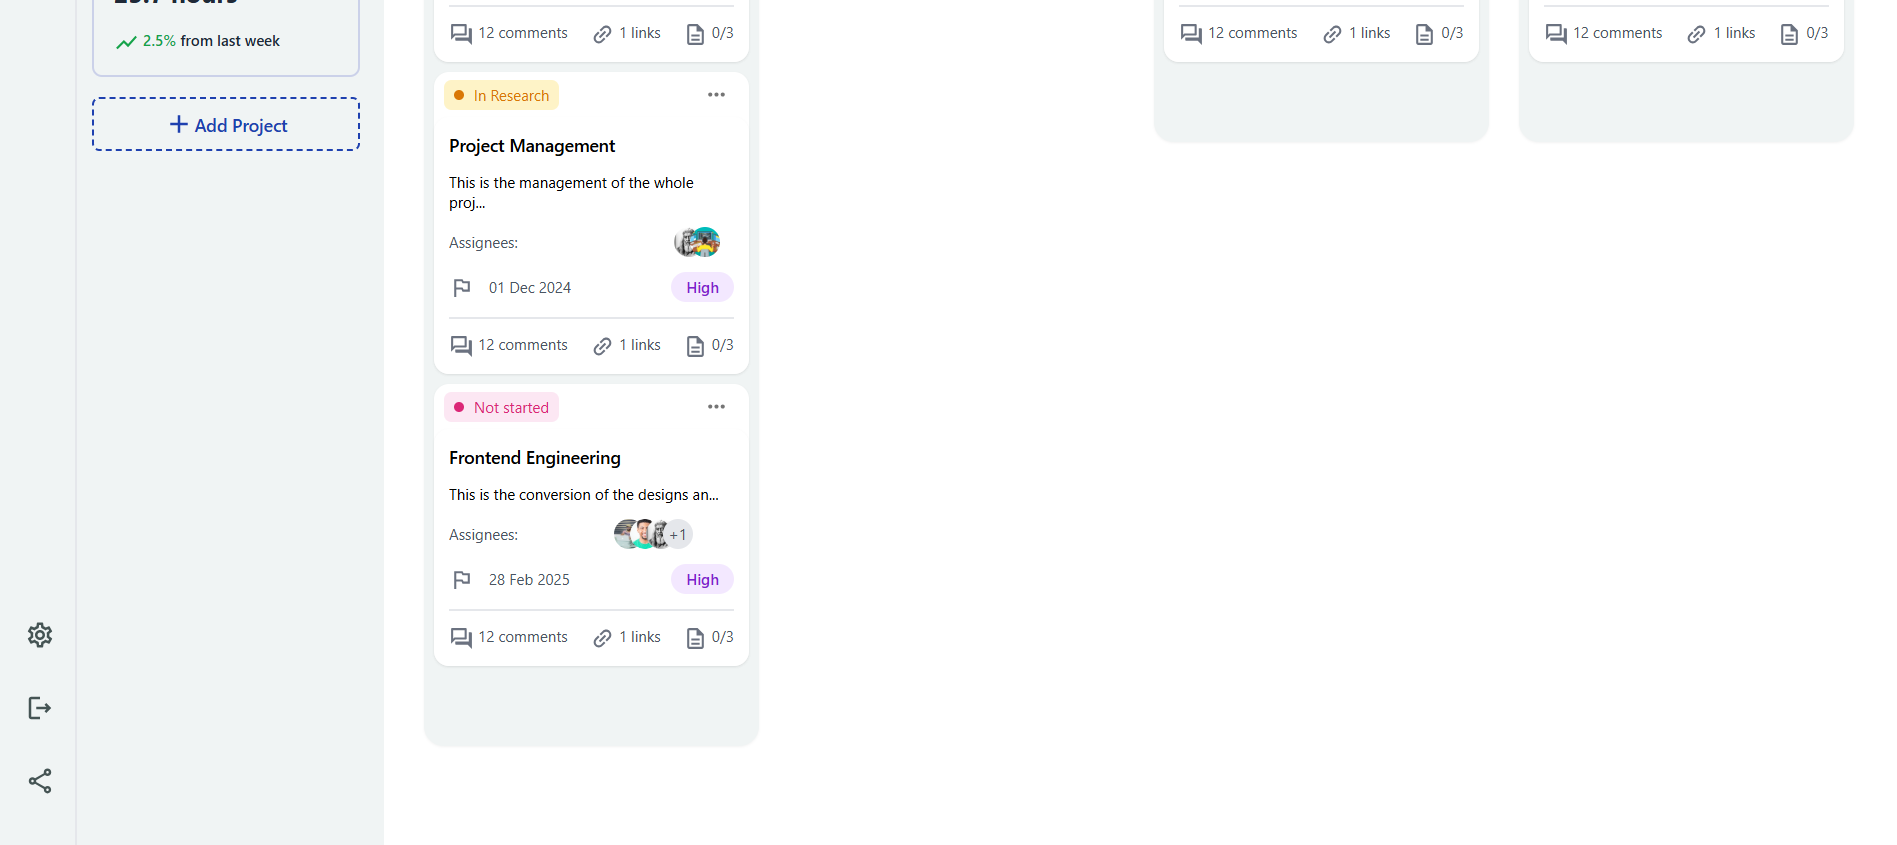 2.5% from last week
+ Add Project
12 comments 1 links 0/3
In Research
Project Management
This is the management of the whole
proj...
Assignees:
01 Dec 2024 High
12 comments 1 links 0/3
Not started
Frontend Engineering
This is the conversion of the designs an...
Assignees: +1
28 Feb 2025 High
12 comments 1 links 0/3
12 comments 1 links 0/3
12 comments 1 links 0/3